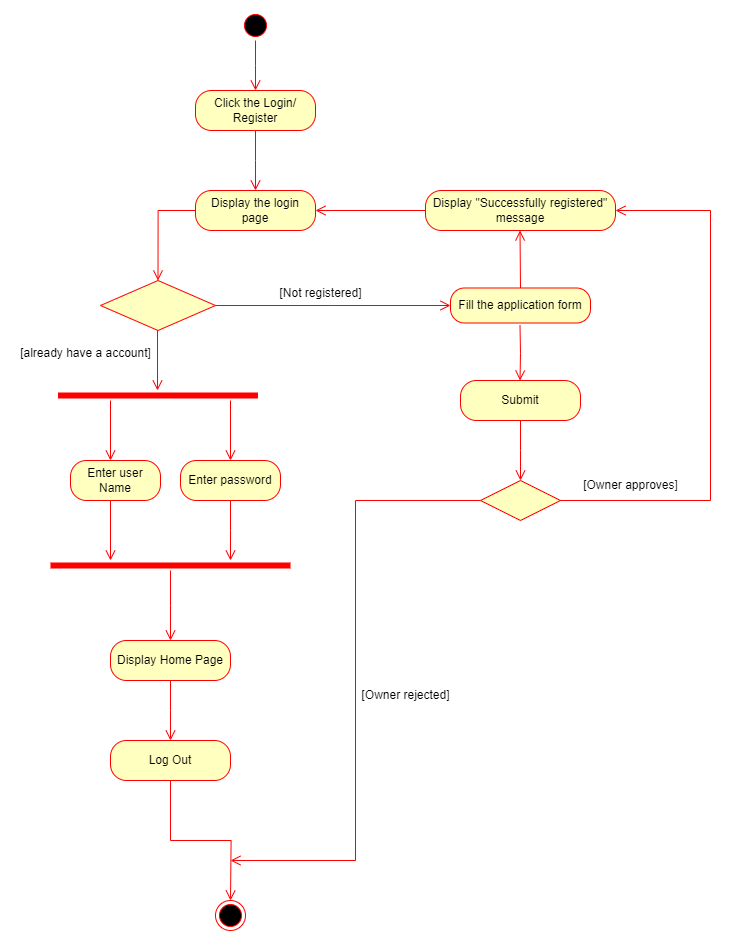 Click the Login/
Register
Display the login
page
Display "Successfully registered"
message
[Not registered]
Fill the application form
[already have a account]
Submit
Enter user
Name
Enter password
[Owner approves]
Display Home Page
[Owner rejected]
Log Out